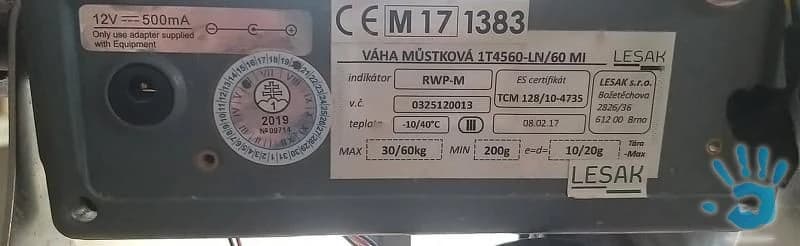 12V ⎓ 500mA
Only use adapter supplied
with Equipment
CE M 17 1383
VÁHA MŮSTKOVÁ 1T4560-LN/60 MI
LESAK
indikátor
RWP-M
v.č.
0325120013
teplota
-10/40°C
III
ES certifikát
TCM 128/10-4735
08.02.17
LESAK s.r.o.
Božetěchova
2826/36
612 00 Brno
MAX 30/60kg MIN 200g e=d= 10/20g Tára
-Max
LESAK
VII
1
2019